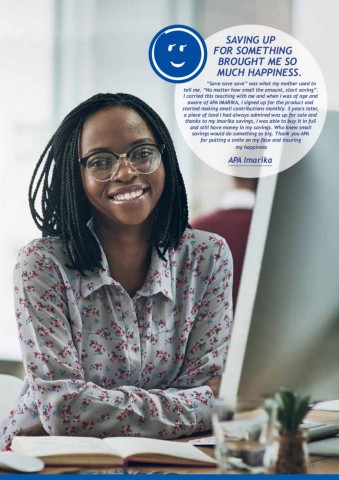 SAVING UP
FOR SOMETHING
BROUGHT ME SO
MUCH HAPPINESS.
"Save save save" was what my mother used to
tell me. "No matter how small the amount, start saving".
I carried this teaching with me and when I was of age and
aware of APA IMARIKA, I signed up for the product and
started making small contributions monthly. 3 years later,
a piece of land I had always admired was up for sale and
thanks to my Imarika savings, I was able to buy it in full
and still have money in my savings. Who knew small
savings would do something so big. Thank you APA
for putting a smile on my face and insuring
my happiness
APA Imarika